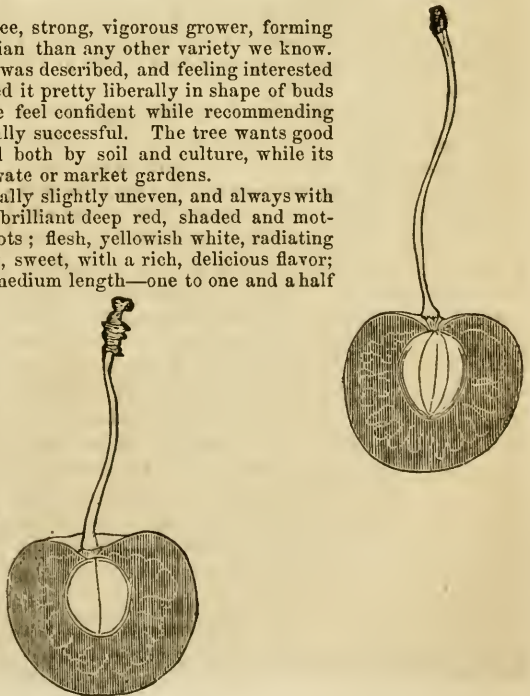 ee, strong, vigorous grower, forming
ian than any other variety we know.
was described, and feeling interested
d it pretty liberally in shape of buds
e feel confident while recommending
lly successful. The tree wants good
l both by soil and culture, while its
vate or market gardens.
ally slightly uneven, and always with
brilliant deep red, shaded and mot-
ots ; flesh, yellowish white, radiating
, sweet, with a rich, delicious flavor;
medium length—one to one and a half